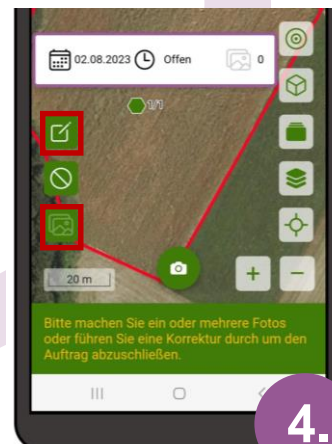 02.08.2023 Offen 0
1/1
20 m
+ −
Bitte machen Sie ein oder mehrere Fotos
oder führen Sie eine Korrektur durch um den
Auftrag abzuschließen.
4.